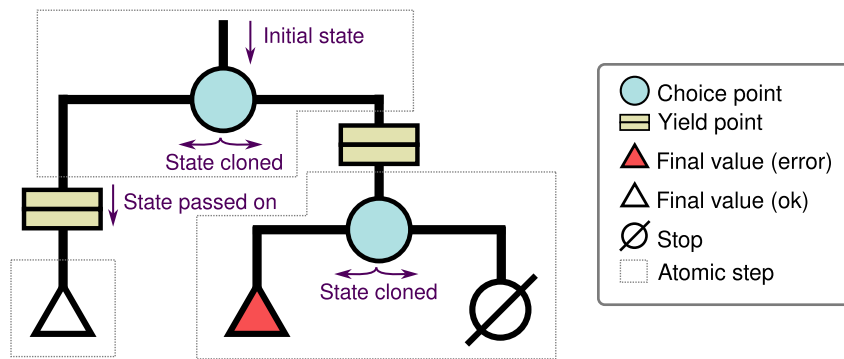 Initial state
State cloned
State passed on
State cloned
Choice point
Yield point
Final value (error)
Final value (ok)
Stop
Atomic step